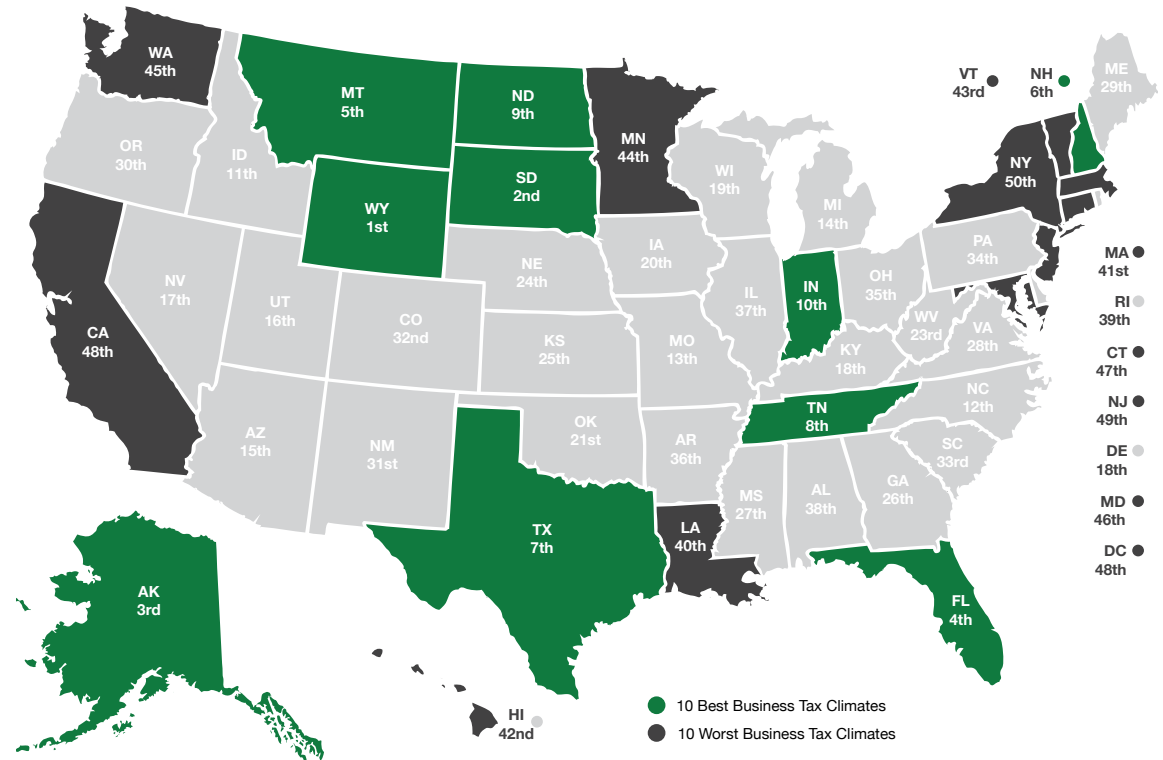 WA
45th
MT
5th
ND
9th
MN
44th
VT
43rd
NH
6th
ME
29th
OR
30th
ID
11th
WY
1st
SD
2nd
WI
19th
MI
14th
NY
50th
NV
17th
UT
16th
CO
32nd
NE
24th
IA
20th
IL
37th
IN
10th
OH
35th
PA
34th
MA
41st
RI
39th
CA
48th
KS
25th
MO
13th
KY
18th
WV
23rd
VA
28th
CT
47th
NJ
49th
AZ
15th
NM
31st
OK
21st
AR
36th
TN
8th
NC
12th
SC
33rd
DE
18th
MD
46th
DC
48th
TX
7th
LA
40th
MS
27th
AL
38th
GA
26th
FL
4th
AK
3rd
HI
42nd
10 Best Business Tax Climates
10 Worst Business Tax Climates